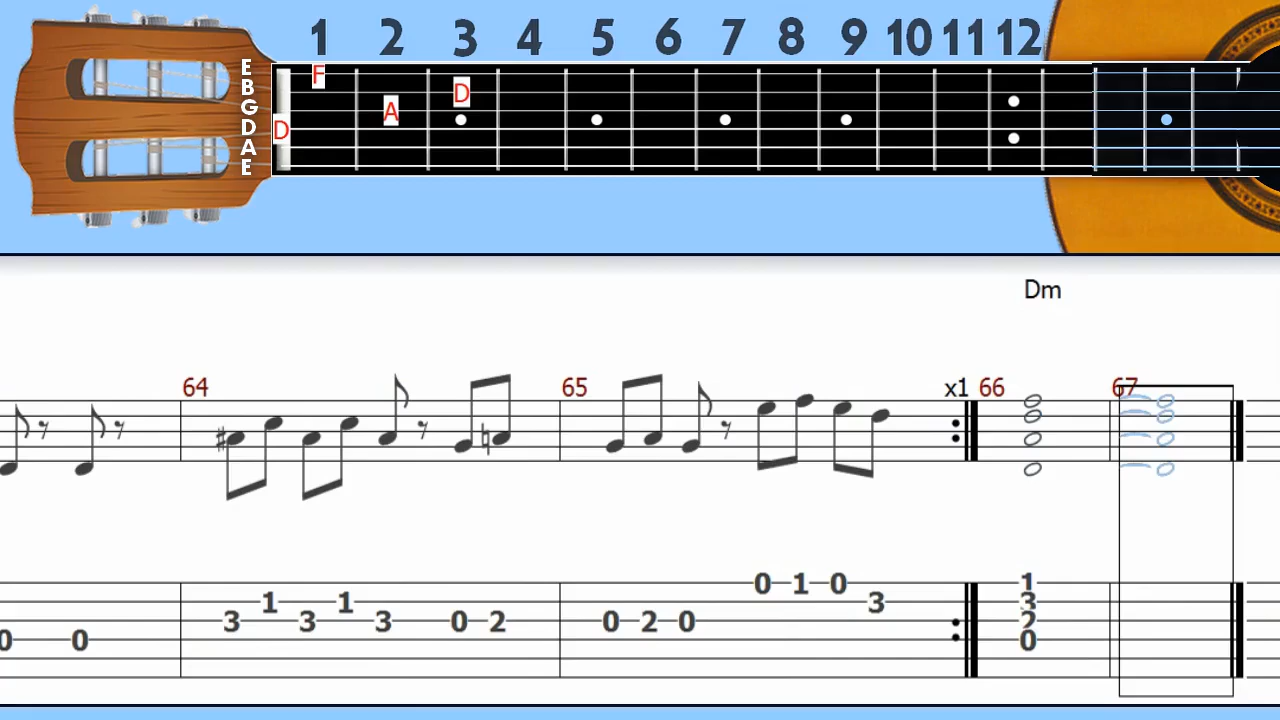 1 2 3 4 5 6 7 8 9 10 11 12
E F
B D
G A
D D
A
E
Dm
64 65 x1 66 67
0 1 0 1
1 1 3 3
3 3 3 0 2 0 2 0 2
0 0 0